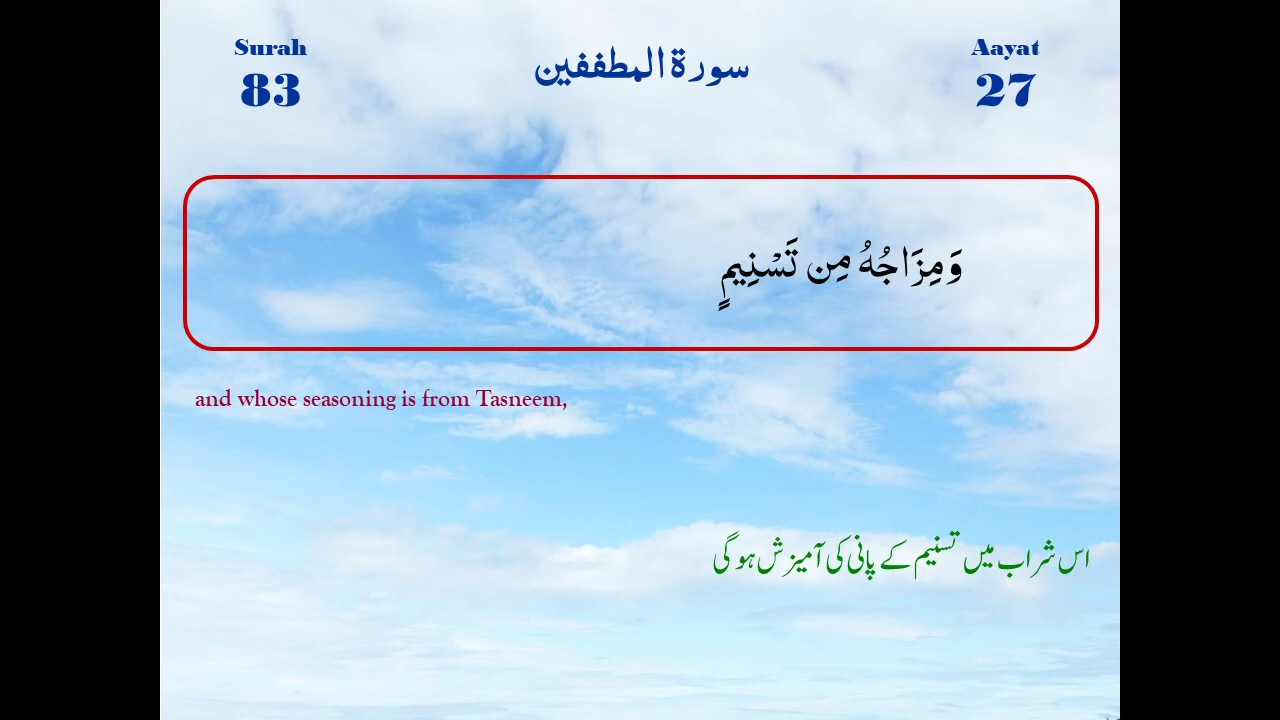 Surah
83
سورة المطففين
Aayat
27
وَمِزَاجُهُ مِن تَسْنِيمٍ
and whose seasoning is from Tasneem,
اس شراب میں تسنیم کے پانی کی آمیزش ہوگی